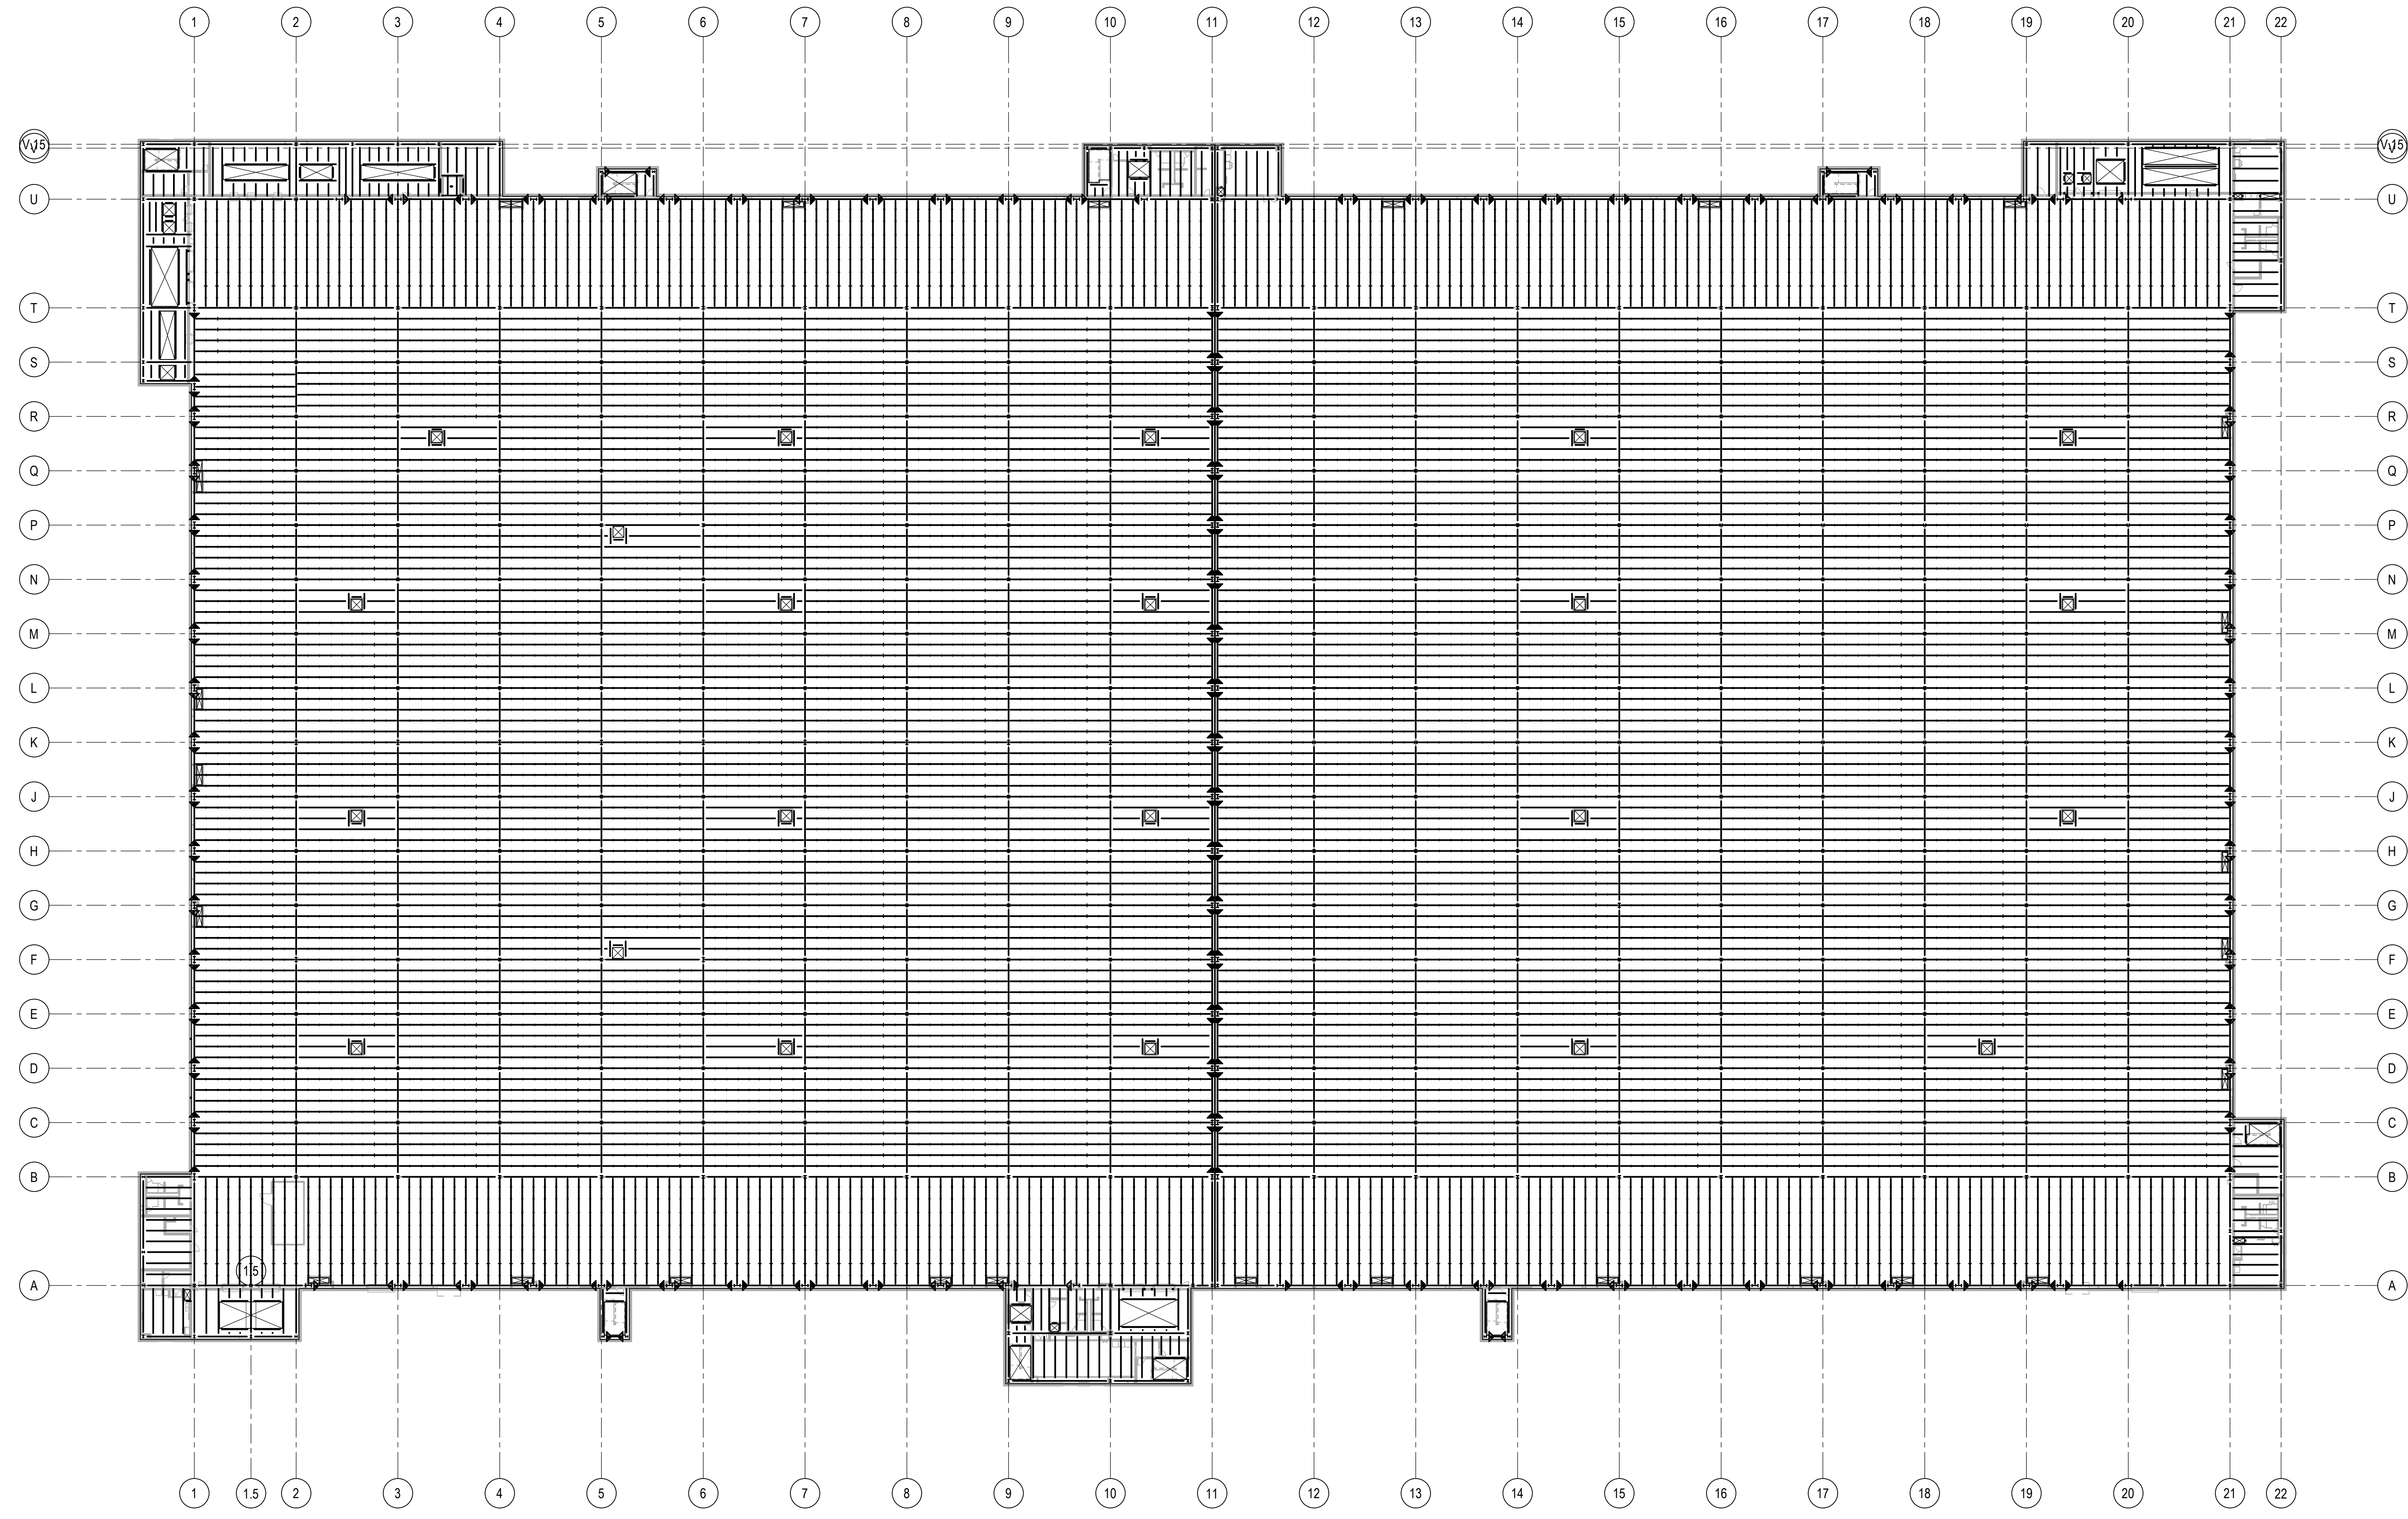 1 2 3 4 5 6 7 8 9 10 11 12 13 14 15 16 17 18 19 20 21 22
V.15 V.15
V V
U U
T T
S S
R R
Q Q
P P
N N
M M
L L
K K
J J
H H
G G
F F
E E
D D
C C
B B
1.5
A A
1 1.5 2 3 4 5 6 7 8 9 10 11 12 13 14 15 16 17 18 19 20 21 22